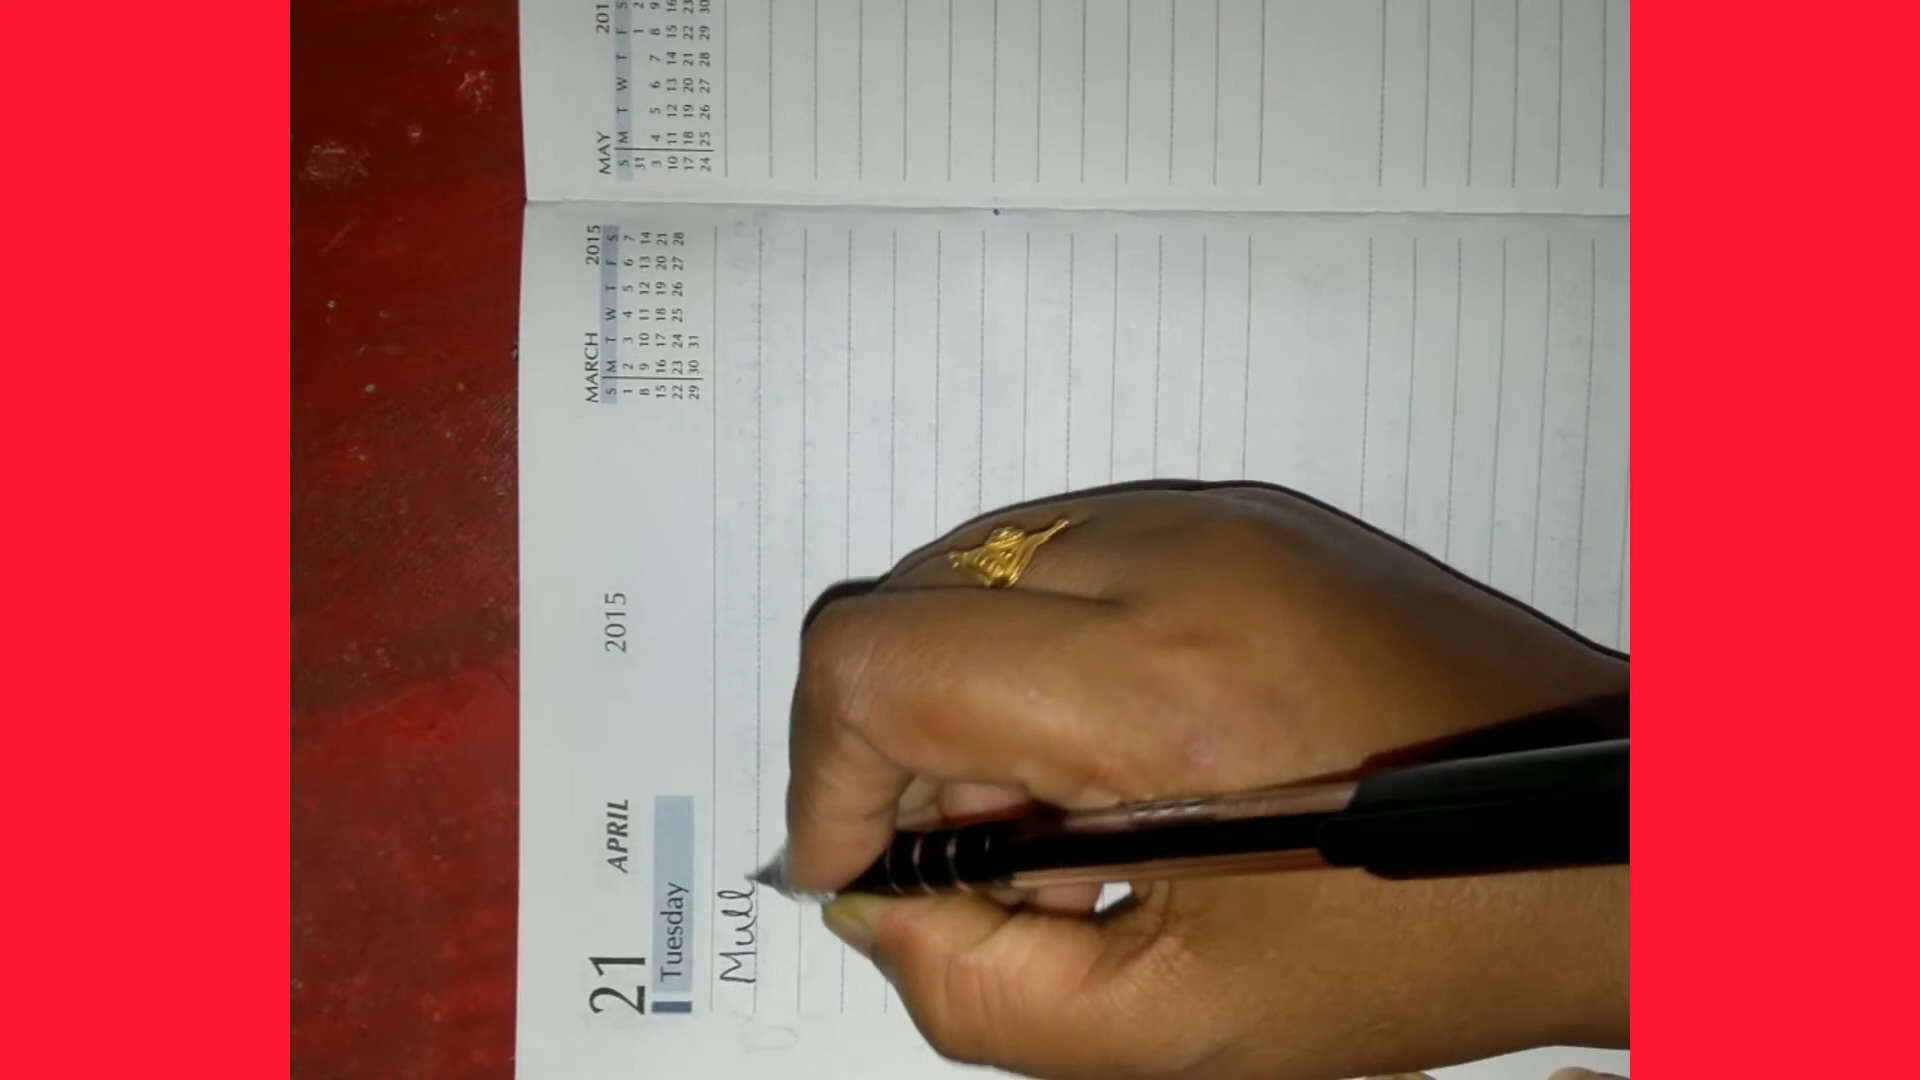 MAY 201
S M T W T F S
31 1 2
3 4 5 6 7 8 9
10 11 12 13 14 15 16
17 18 19 20 21 22 23
24 25 26 27 28 29 30
MARCH 2015
S M T W T F S
1 2 3 4 5 6 7
8 9 10 11 12 13 14
15 16 17 18 19 20 21
22 23 24 25 26 27 28
29 30 31
21 APRIL 2015
Tuesday
Mull